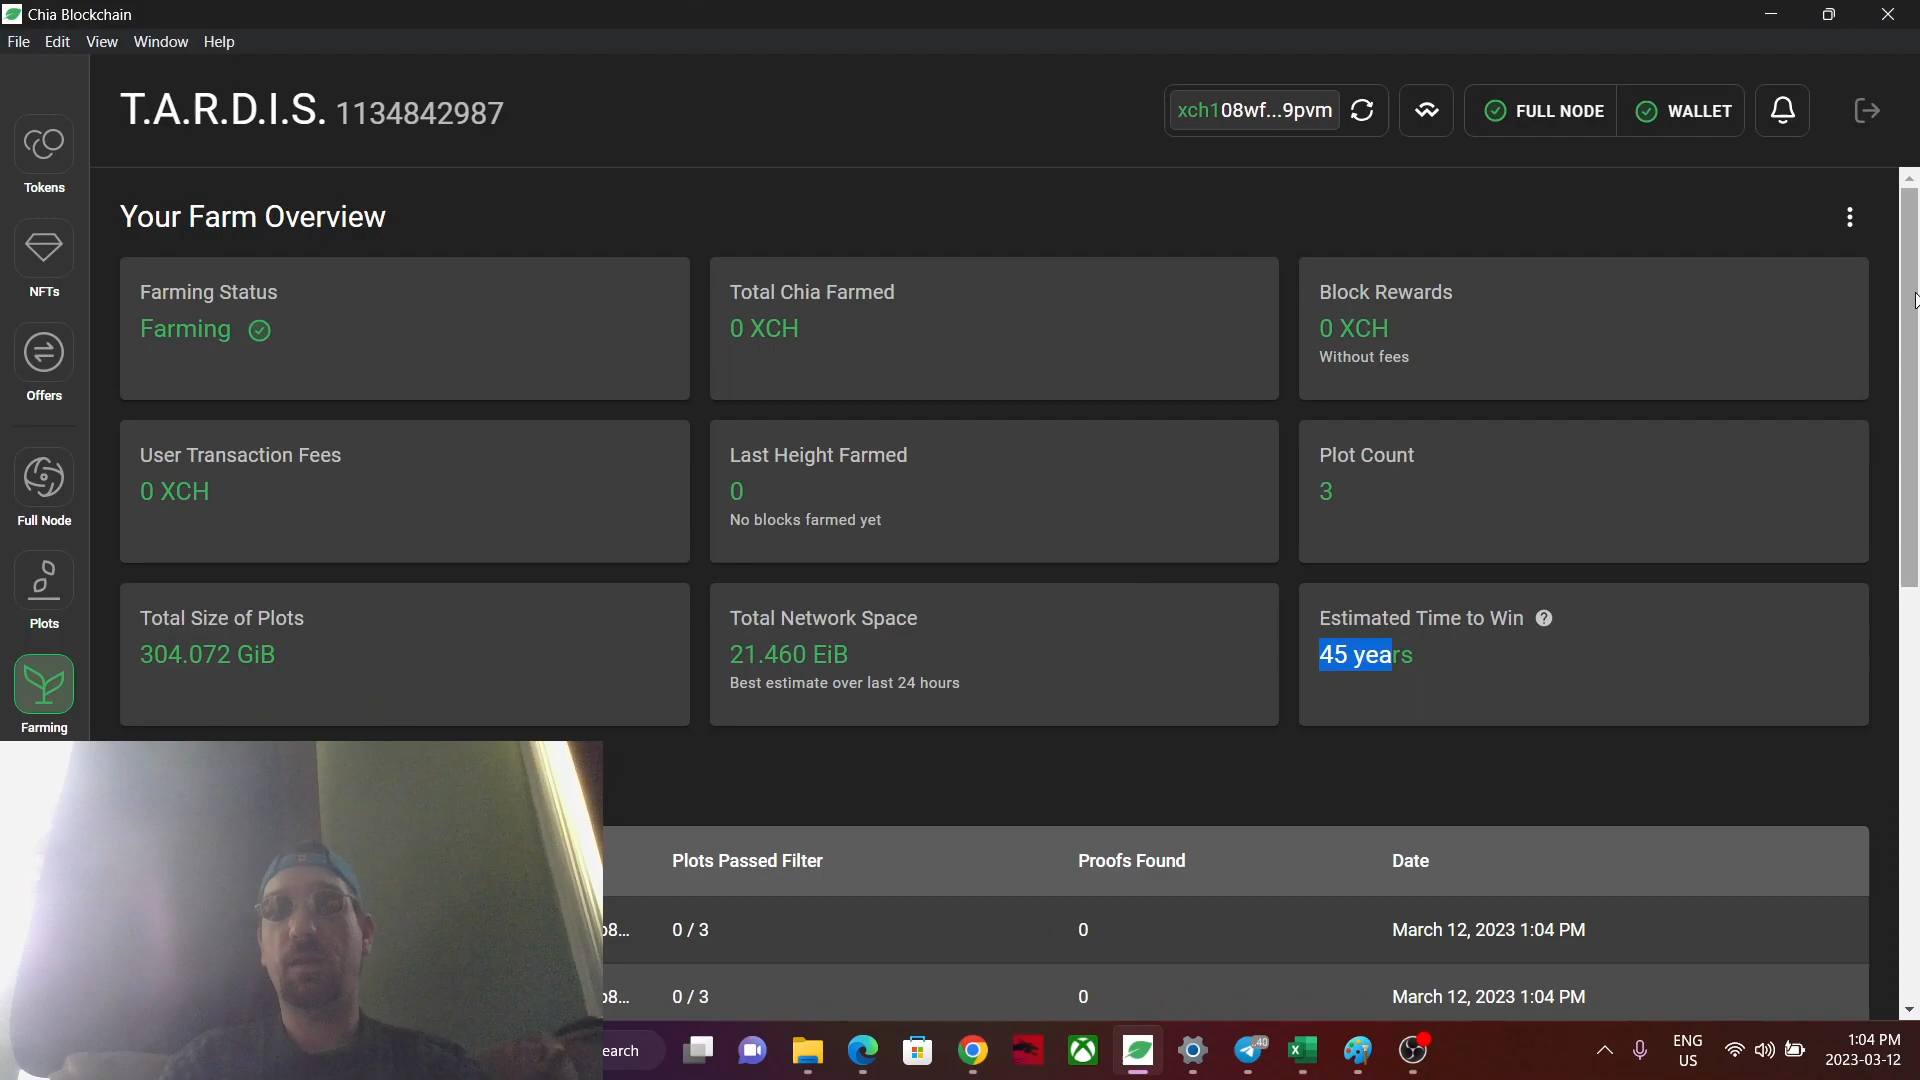 Chia Blockchain
File Edit View Window Help
T.A.R.D.I.S. 1134842987
xch108wf...9pvm
FULL NODE
WALLET
Tokens
NFTs
Offers
Full Node
Plots
Farming
Your Farm Overview
Farming Status
Farming
Total Chia Farmed
0 XCH
Block Rewards
0 XCH
Without fees
User Transaction Fees
0 XCH
Last Height Farmed
0
No blocks farmed yet
Plot Count
3
Total Size of Plots
304.072 GiB
Total Network Space
21.460 EiB
Best estimate over last 24 hours
Estimated Time to Win
45 years
Plots Passed Filter Proofs Found Date
b8... 0 / 3 0 March 12, 2023 1:04 PM
b8... 0 / 3 0 March 12, 2023 1:04 PM
earch
40
ENG
US
1:04 PM
2023-03-12